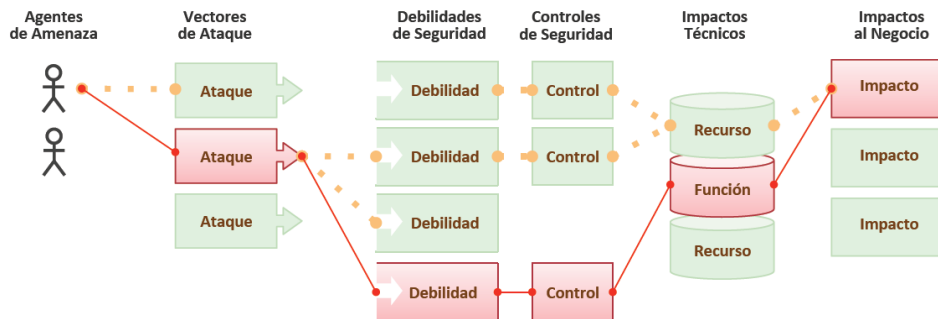 Agentes
de Amenaza
Vectores
de Ataque
Debilidades
de Seguridad
Controles
de Seguridad
Impactos
Técnicos
Impactos
al Negocio
Ataque
Debilidad
Control
Impacto
Recurso
Ataque
Debilidad
Control
Impacto
Función
Ataque
Debilidad
Impacto
Recurso
Debilidad
Control